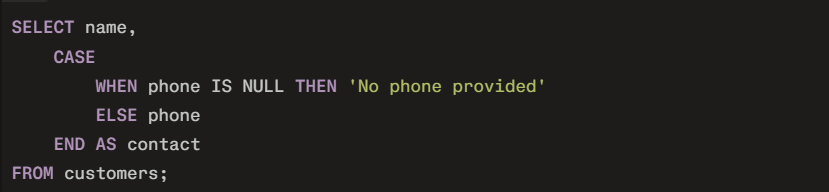 SELECT name,
    CASE
        WHEN phone IS NULL THEN 'No phone provided'
        ELSE phone
    END AS contact
FROM customers;